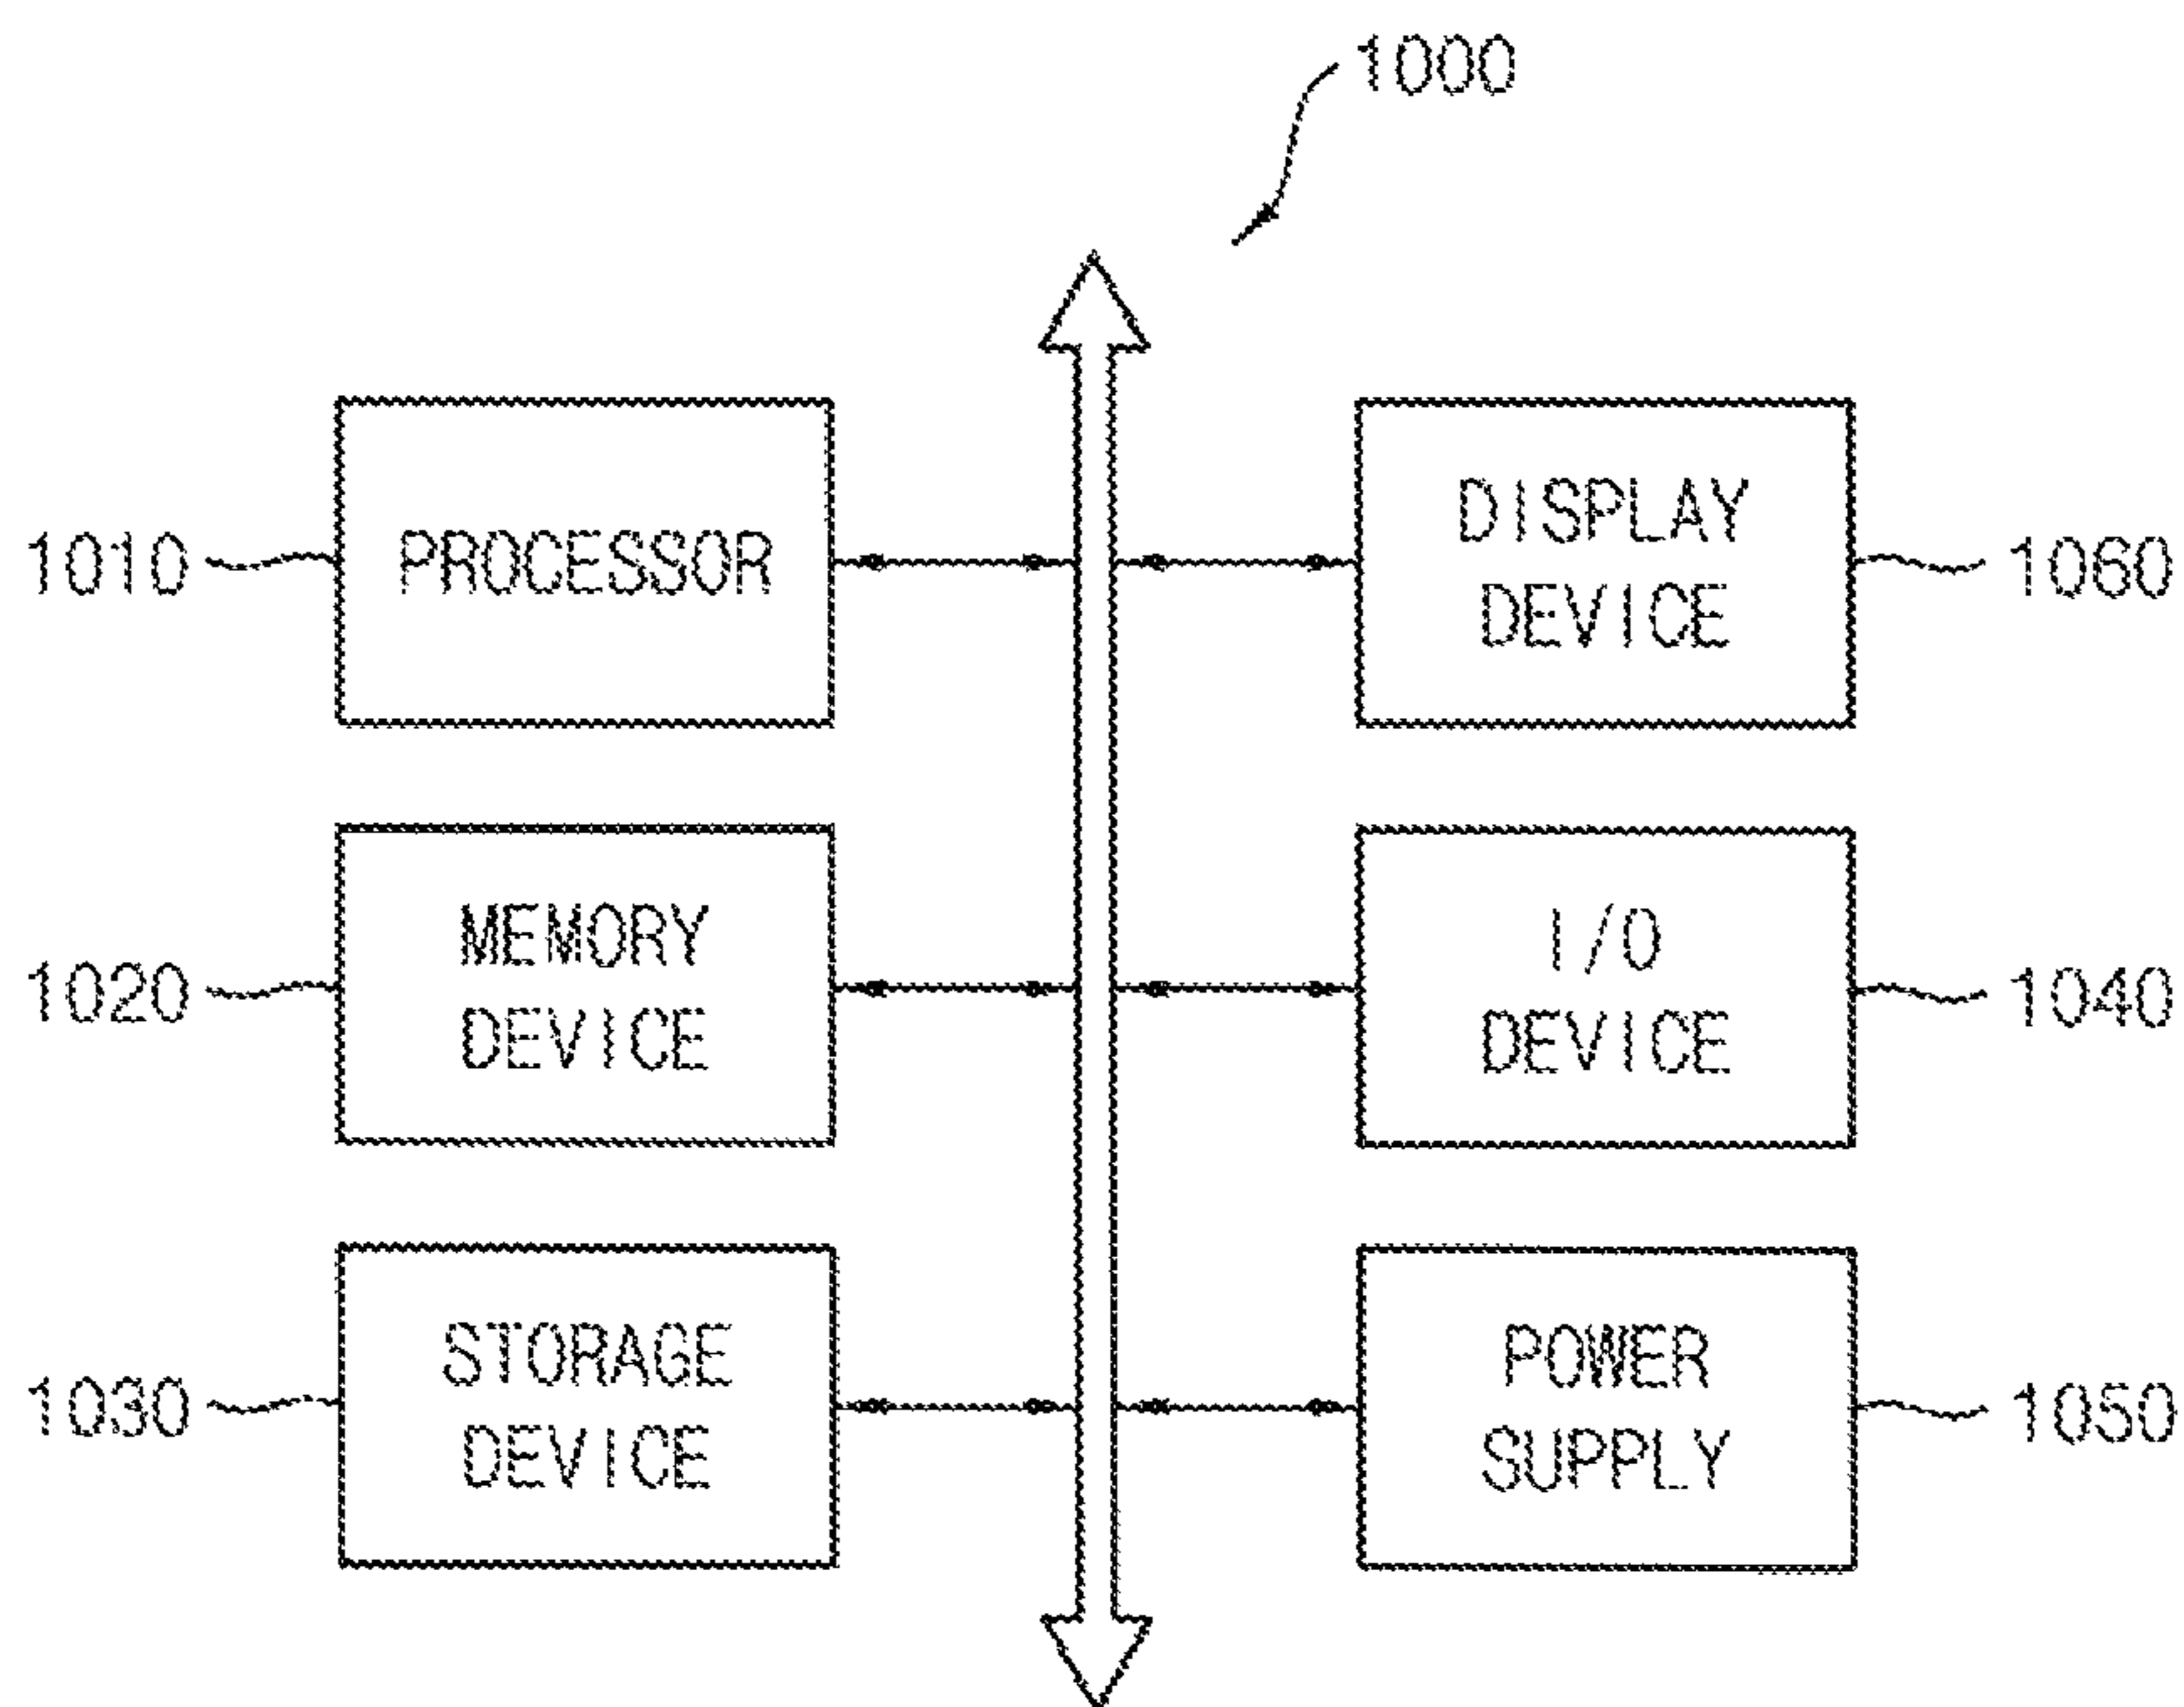 1000
1010
PROCESSOR
DISPLAY
DEVICE
1060
1020
MEMORY
DEVICE
I/O
DEVICE
1040
1030
STORAGE
DEVICE
POWER
SUPPLY
1050